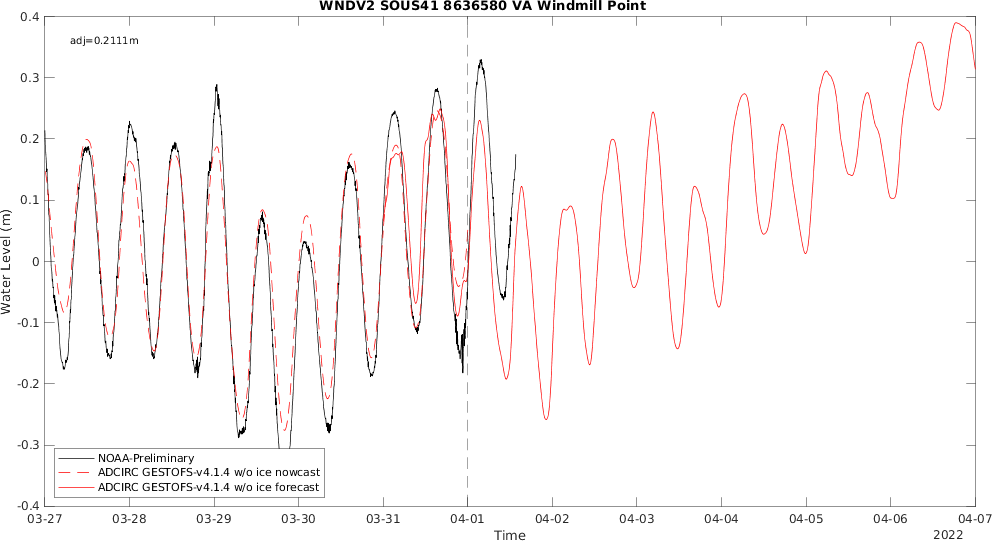 WNDV2 SOUS41 8636580 VA Windmill Point
adj=0.2111m
0.4
0.3
0.2
0.1
0
-0.1
-0.2
-0.3
-0.4
Water Level (m)
NOAA-Preliminary
ADCIRC GESTOFS-v4.1.4 w/o ice nowcast
ADCIRC GESTOFS-v4.1.4 w/o ice forecast
03-27 03-28 03-29 03-30 03-31 04-01 04-02 04-03 04-04 04-05 04-06 04-07
Time
2022